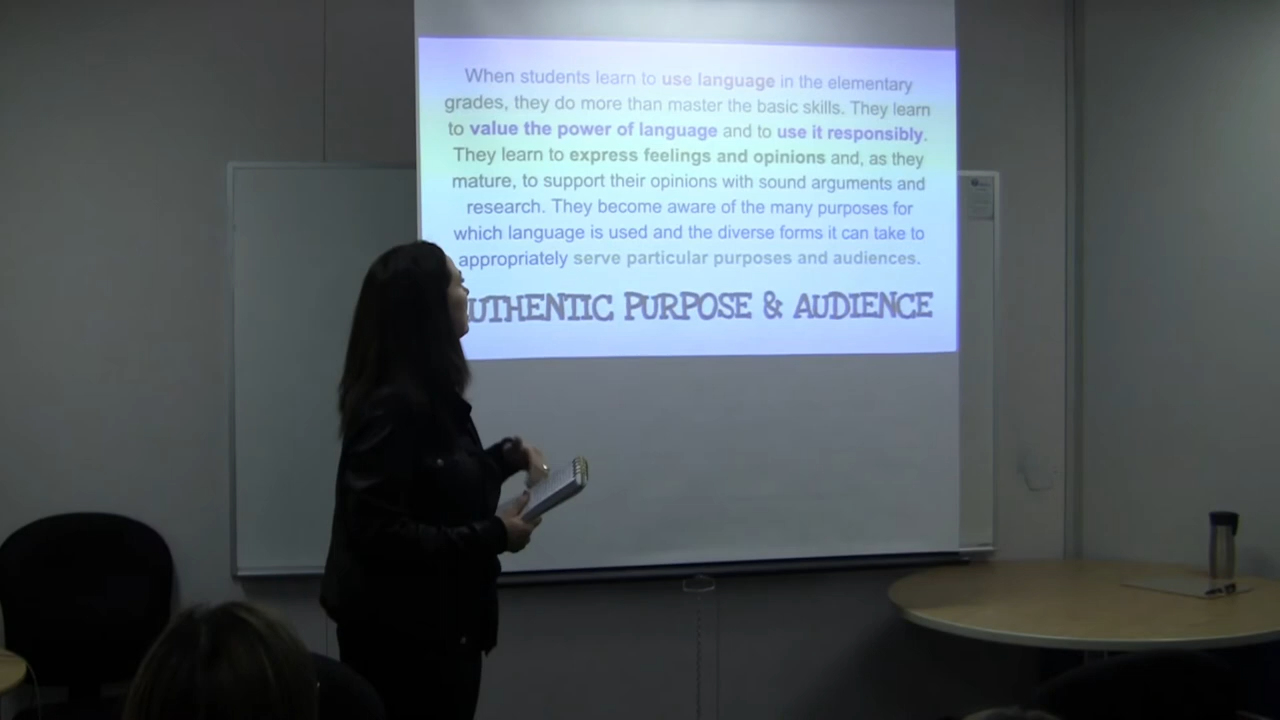 When students learn to use language in the elementary
grades, they do more than master the basic skills. They learn
to value the power of language and to use it responsibly.
They learn to express feelings and opinions and, as they
mature, to support their opinions with sound arguments and
research. They become aware of the many purposes for
which language is used and the diverse forms it can take to
appropriately serve particular purposes and audiences.
UTHENTIC PURPOSE & AUDIENCE